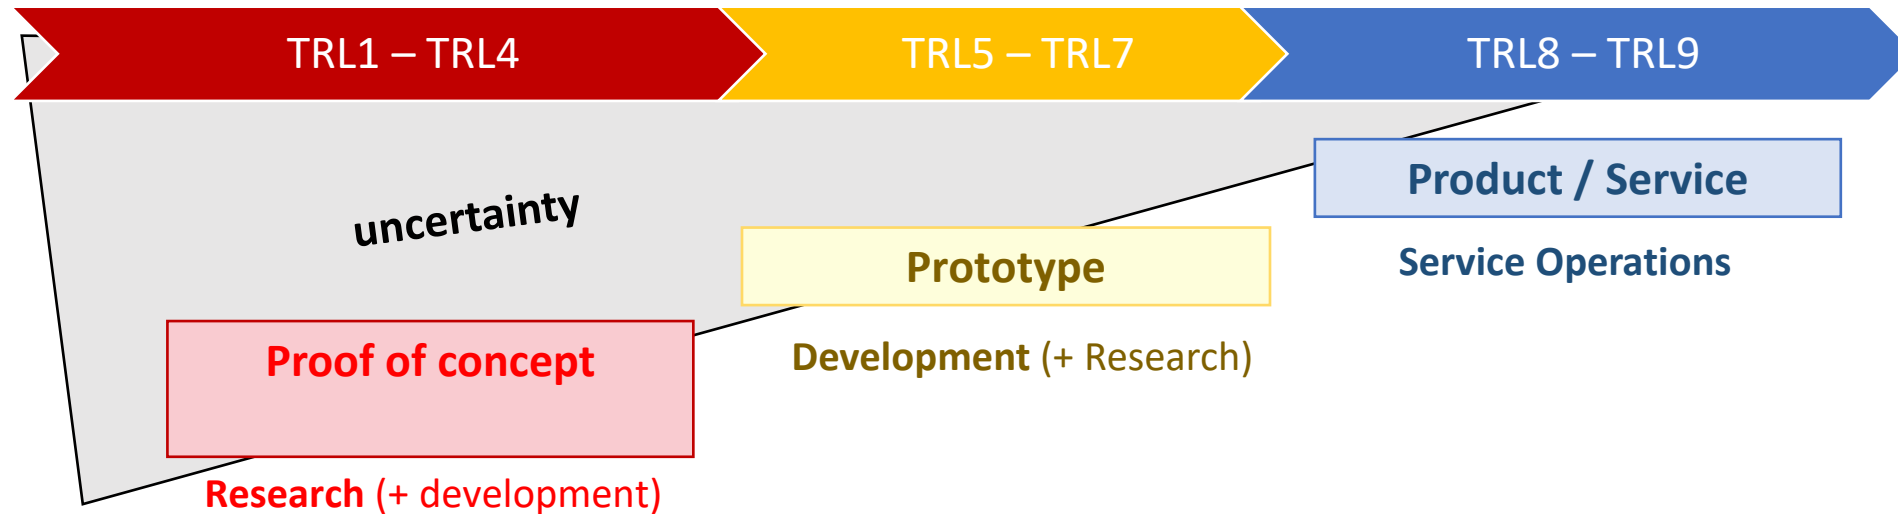 TRL1 – TRL4
TRL5 – TRL7
TRL8 – TRL9
uncertainty
Product / Service
Service Operations
Prototype
Development (+ Research)
Proof of concept
Research (+ development)